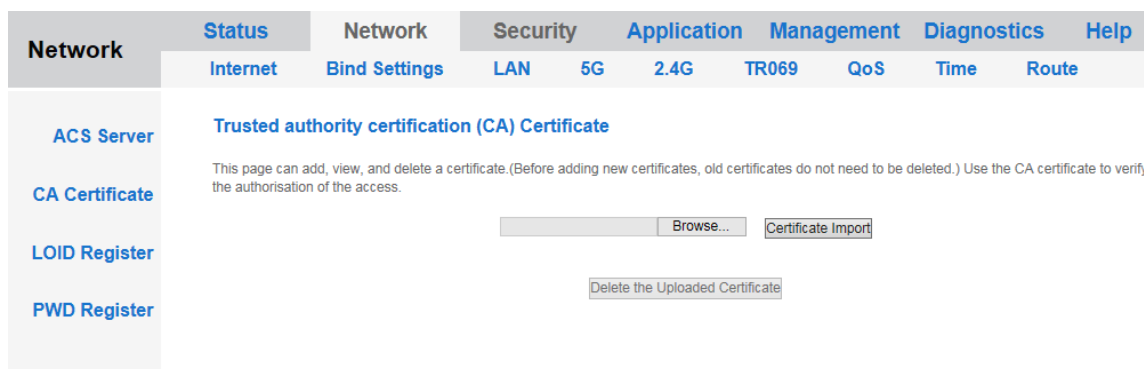 Network
Status Network Security Application Management Diagnostics Help
Internet Bind Settings LAN 5G 2.4G TR069 QoS Time Route
ACS Server
CA Certificate
LOID Register
PWD Register
Trusted authority certification (CA) Certificate
This page can add, view, and delete a certificate.(Before adding new certificates, old certificates do not need to be deleted.) Use the CA certificate to verify
the authorisation of the access.
Browse... Certificate Import
Delete the Uploaded Certificate